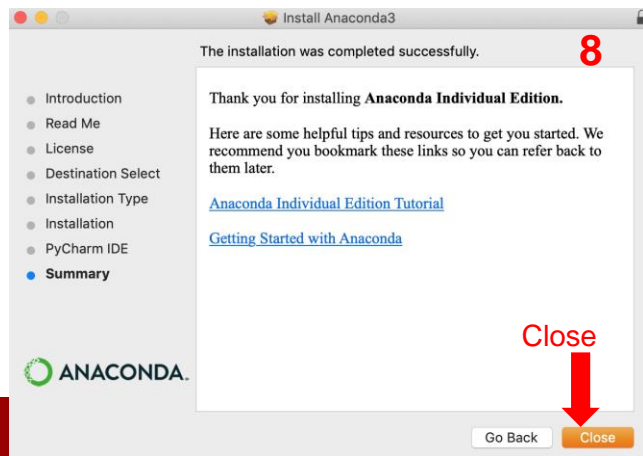 Install Anaconda3
The installation was completed successfully.
8
Introduction
Read Me
License
Destination Select
Installation Type
Installation
PyCharm IDE
Summary
Thank you for installing Anaconda Individual Edition.
Here are some helpful tips and resources to get you started. We
recommend you bookmark these links so you can refer back to
them later.
Anaconda Individual Edition Tutorial
Getting Started with Anaconda
Close
ANACONDA.
Go Back
Close